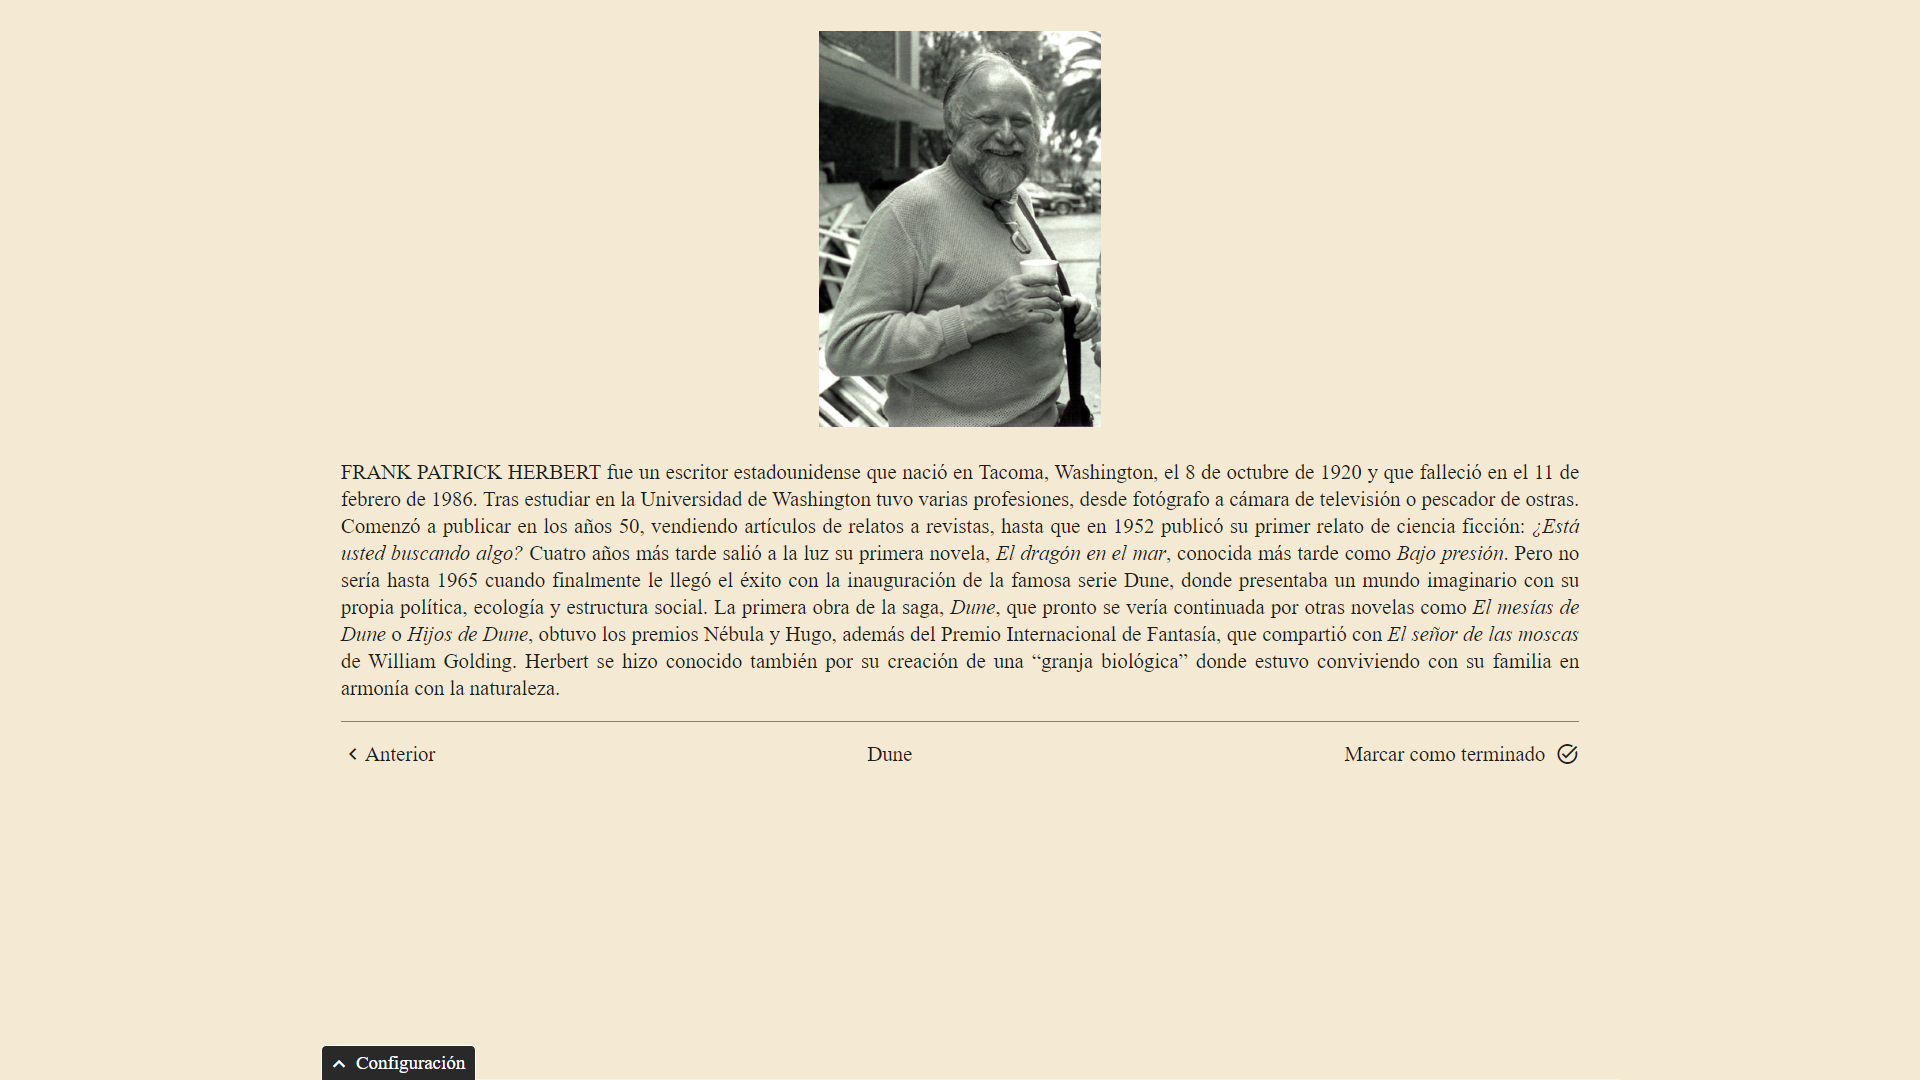 FRANK PATRICK HERBERT fue un escritor estadounidense que nació en Tacoma, Washington, el 8 de octubre de 1920 y que falleció en el 11 de
febrero de 1986. Tras estudiar en la Universidad de Washington tuvo varias profesiones, desde fotógrafo a cámara de televisión o pescador de ostras.
Comenzó a publicar en los años 50, vendiendo artículos de relatos a revistas, hasta que en 1952 publicó su primer relato de ciencia ficción: ¿Está
usted buscando algo? Cuatro años más tarde salió a la luz su primera novela, El dragón en el mar, conocida más tarde como Bajo presión. Pero no
sería hasta 1965 cuando finalmente le llegó el éxito con la inauguración de la famosa serie Dune, donde presentaba un mundo imaginario con su
propia política, ecología y estructura social. La primera obra de la saga, Dune, que pronto se vería continuada por otras novelas como El mesías de
Dune o Hijos de Dune, obtuvo los premios Nébula y Hugo, además del Premio Internacional de Fantasía, que compartió con El señor de las moscas
de William Golding. Herbert se hizo conocido también por su creación de una “granja biológica” donde estuvo conviviendo con su familia en
armonía con la naturaleza.
Anterior
Dune
Marcar como terminado
Configuración